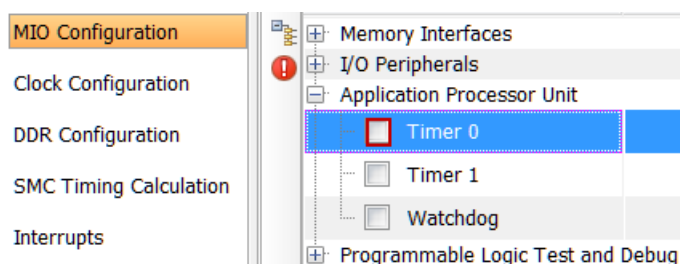 MIO Configuration
Clock Configuration
DDR Configuration
SMC Timing Calculation
Interrupts
Memory Interfaces
I/O Peripherals
Application Processor Unit
Timer 0
Timer 1
Watchdog
Programmable Logic Test and Debug